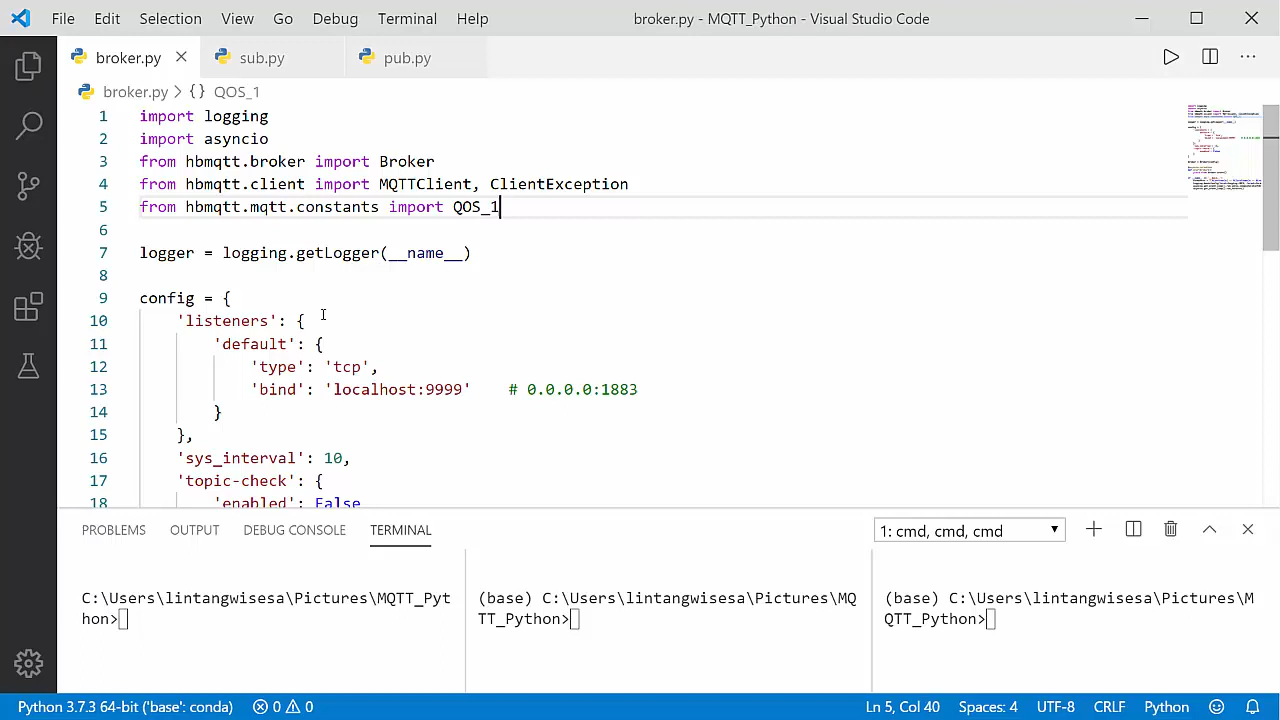 File Edit Selection View Go Debug Terminal Help broker.py - MQTT_Python - Visual Studio Code
broker.py sub.py pub.py
broker.py > {} QOS_1
1 import logging
2 import asyncio
3 from hbmqtt.broker import Broker
4 from hbmqtt.client import MQTTClient, ClientException
5 from hbmqtt.mqtt.constants import QOS_1
6
7 logger = logging.getLogger(__name__)
8
9 config = {
10 'listeners': {
11 'default': {
12 'type': 'tcp',
13 'bind': 'localhost:9999' # 0.0.0.0:1883
14 }
15 },
16 'sys_interval': 10,
17 'topic-check': {
18 'enabled': False
PROBLEMS OUTPUT DEBUG CONSOLE TERMINAL 1: cmd, cmd, cmd
C:\Users\lintangwisesa\Pictures\MQTT_Pyt
hon>
(base) C:\Users\lintangwisesa\Pictures\MQ
TT_Python>
(base) C:\Users\lintangwisesa\Pictures\M
QTT_Python>
Python 3.7.3 64-bit ('base': conda) 0 0 Ln 5, Col 40 Spaces: 4 UTF-8 CRLF Python